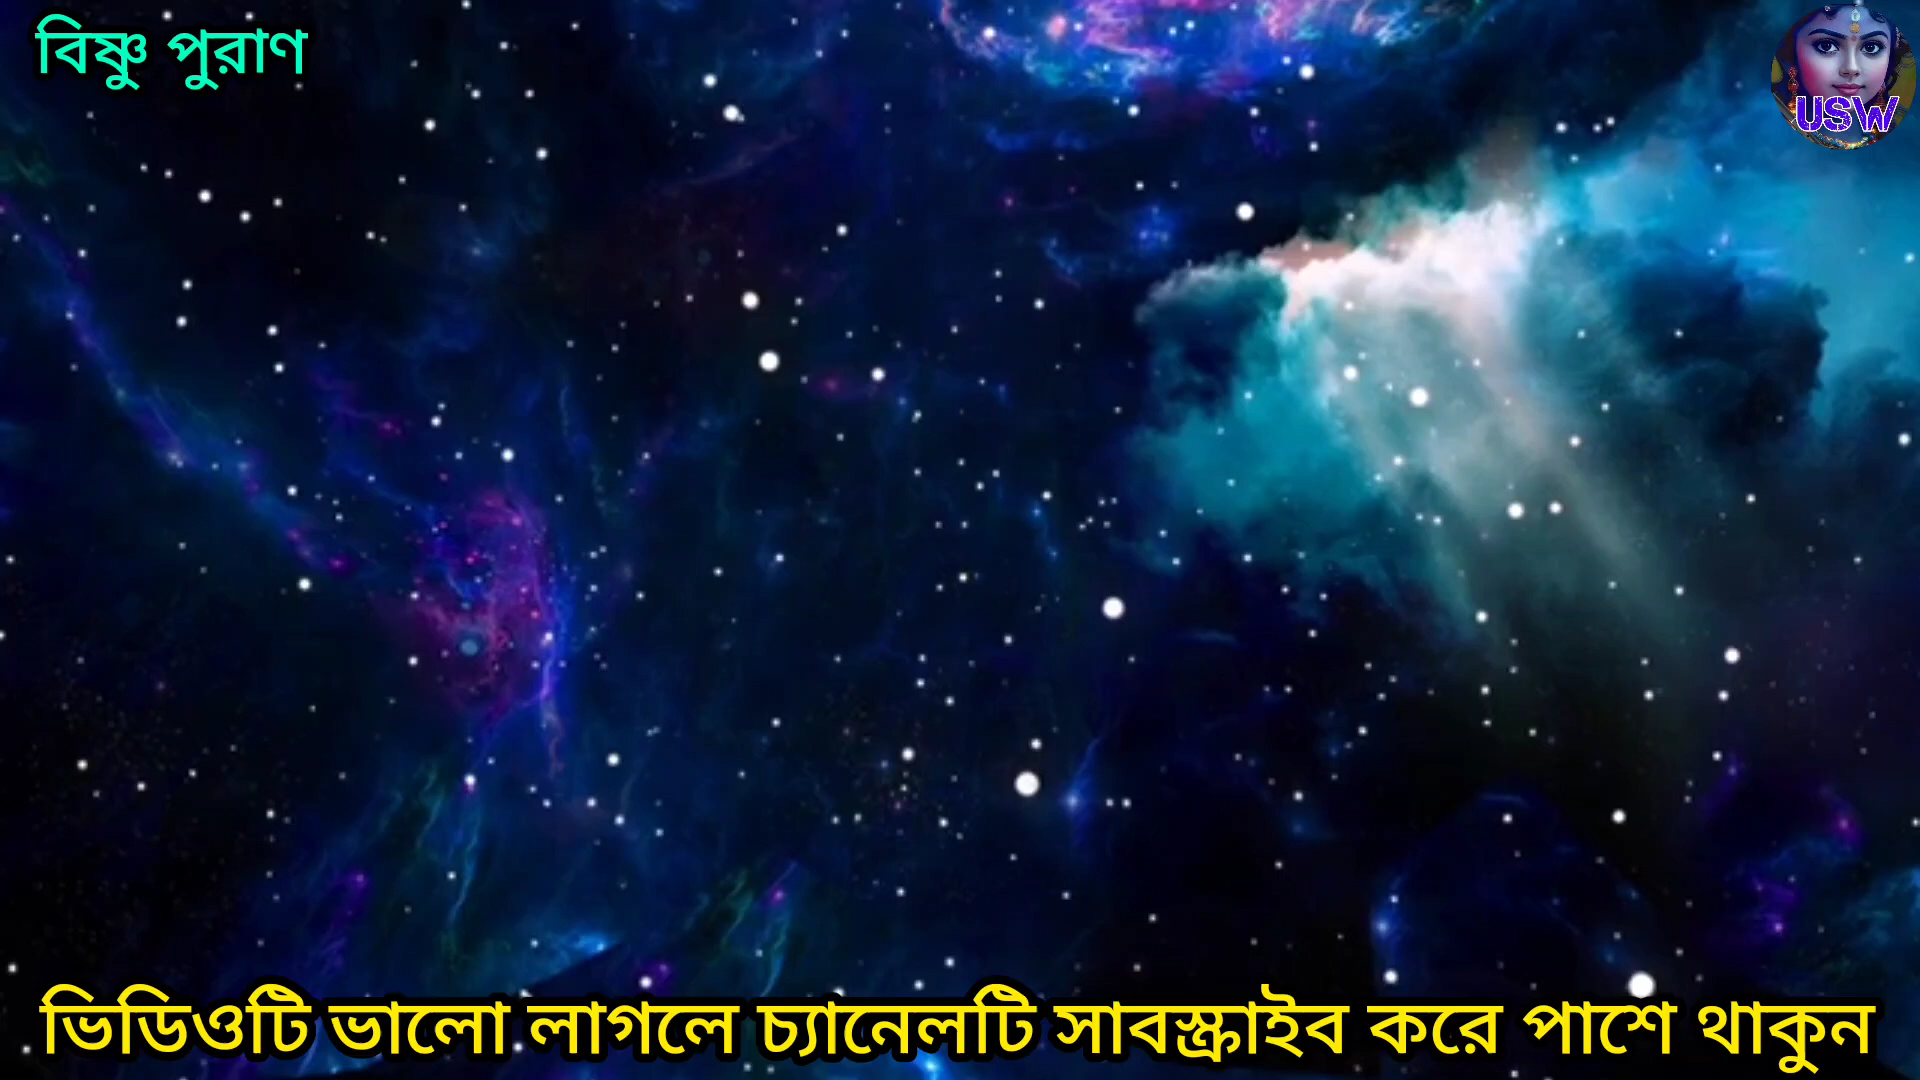 বিষ্ণু পুরাণ
USW
ভিডিওটি ভালো লাগলে চ্যানেলটি সাবস্ক্রাইব করে পাশে থাকুন